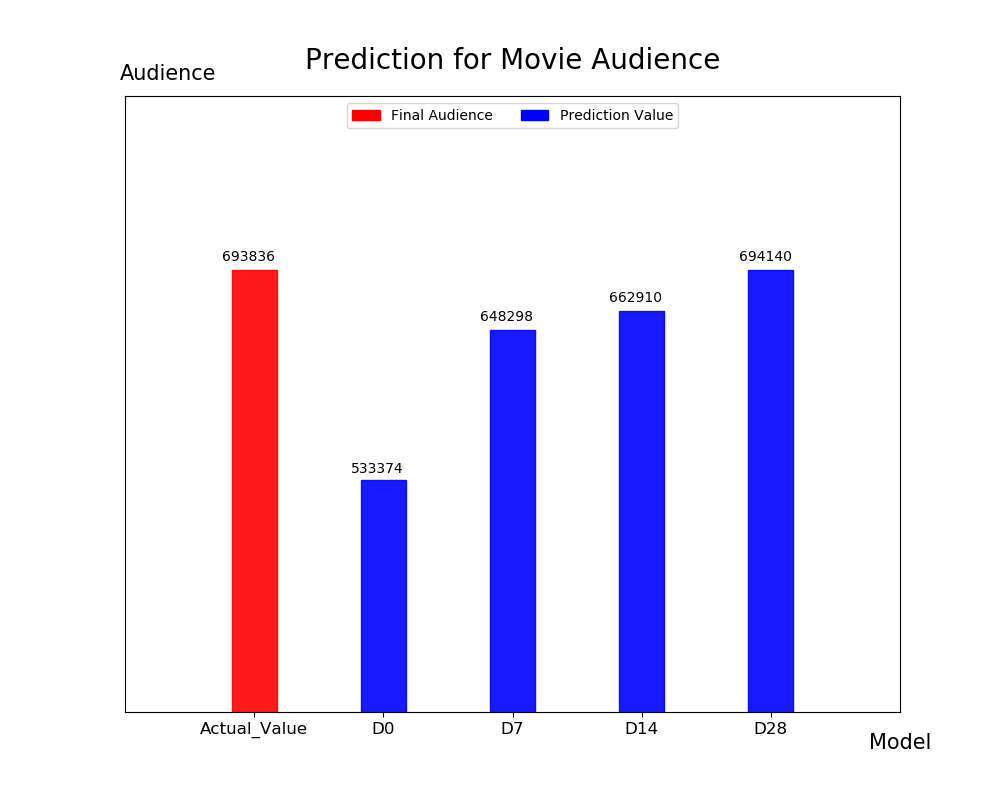 Prediction for Movie Audience
Audience
Final Audience Prediction Value
693836
533374
648298
662910
694140
Actual_Value D0 D7 D14 D28
Model